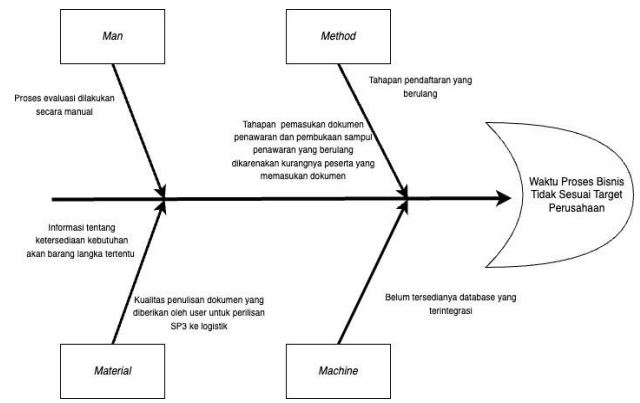 Man
Method
Tahapan pendaftaran yang
berulang
Proses evaluasi dilakukan
secara manual
Tahapan pemasukan dokumen
penawaran dan pembukaan sampul
penawaran yang berulang
dikarenakan kurangnya peserta yang
memasukan dokumen
Waktu Proses Bisnis
Tidak Sesuai Target
Perusahaan
Informasi tentang
ketersediaan kebutuhan
akan barang langka tertentu
Kualitas penulisan dokumen yang
diberikan oleh user untuk perilisan
SP3 ke logistik
Belum tersedianya database yang
terintegrasi
Material
Machine